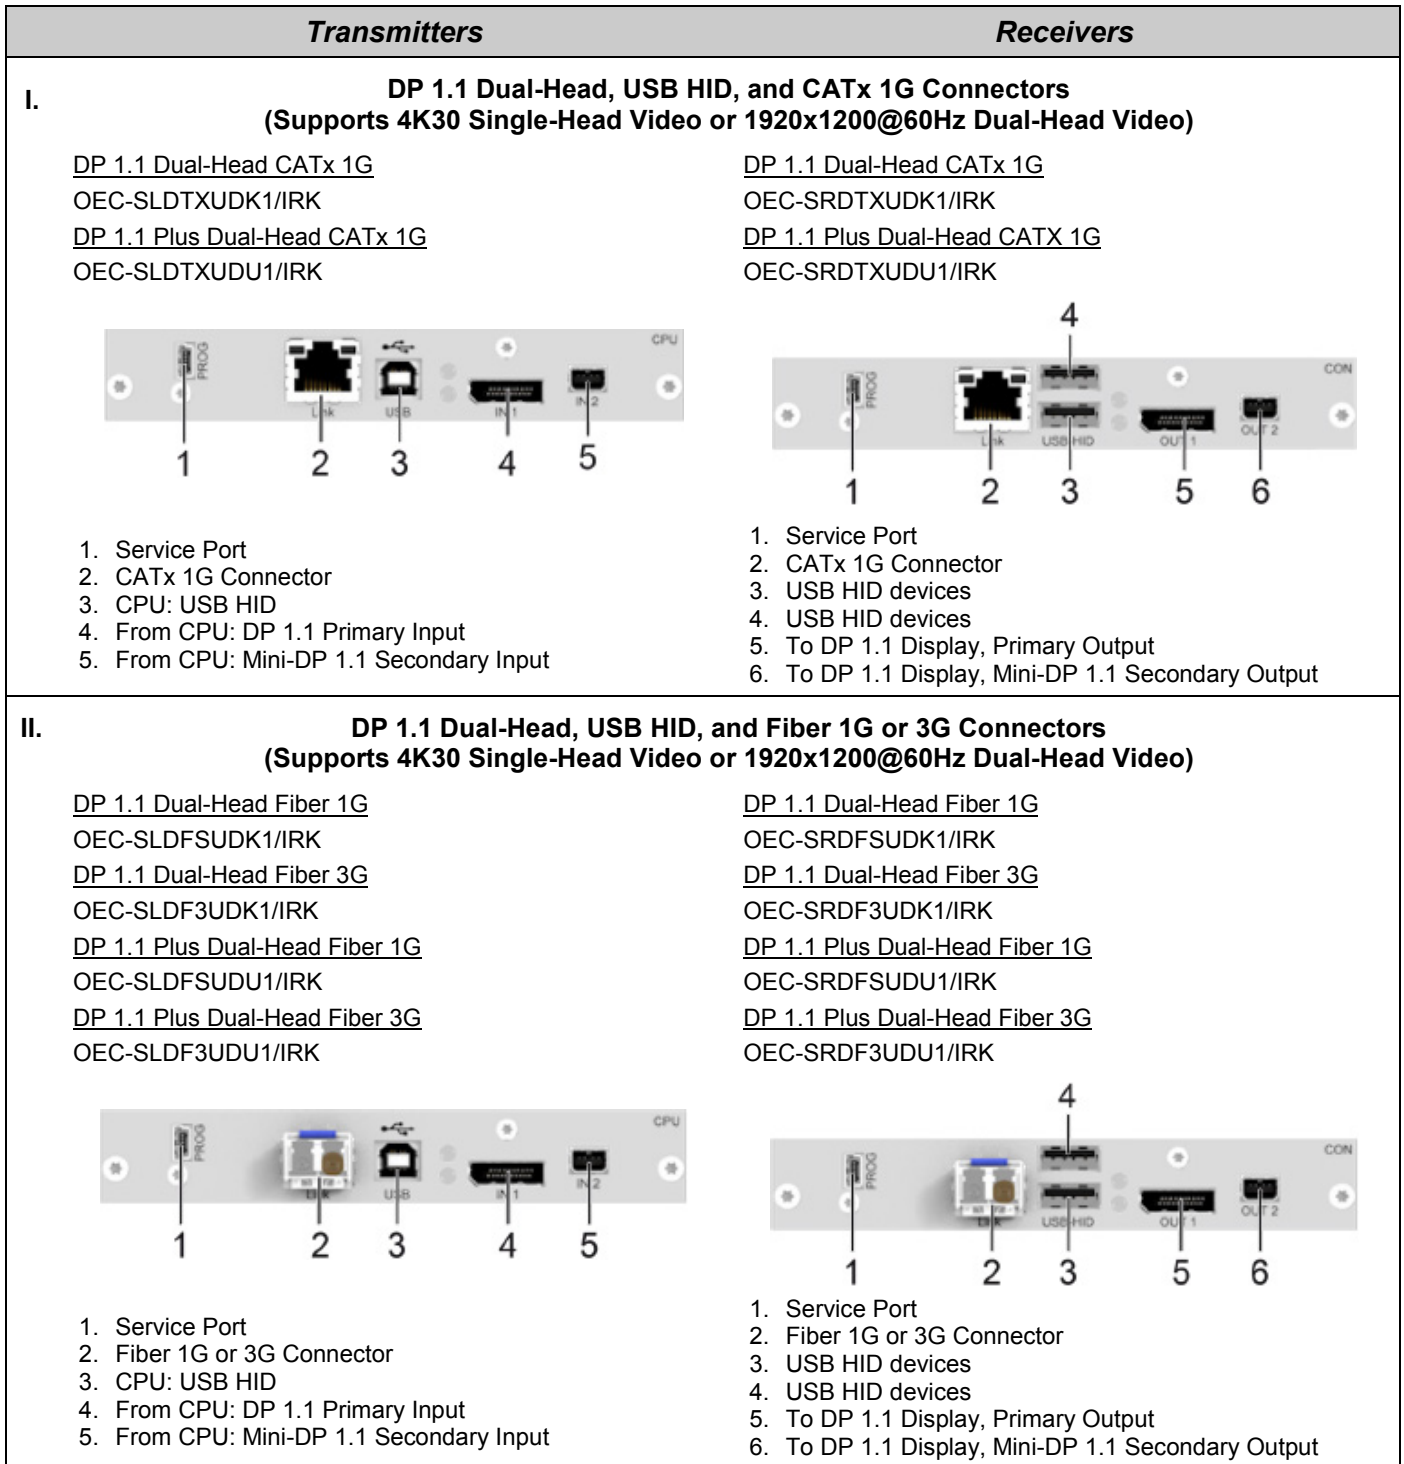 Transmitters
Receivers
I.
DP 1.1 Dual-Head, USB HID, and CATx 1G Connectors
(Supports 4K30 Single-Head Video or 1920x1200@60Hz Dual-Head Video)
DP 1.1 Dual-Head CATx 1G
OEC-SLDTXUDK1/IRK
DP 1.1 Plus Dual-Head CATx 1G
OEC-SLDTXUDU1/IRK
CPU
PROG
Link
USB
IN 1
IN 2
1
2
3
4
5
1. Service Port
2. CATx 1G Connector
3. CPU: USB HID
4. From CPU: DP 1.1 Primary Input
5. From CPU: Mini-DP 1.1 Secondary Input
DP 1.1 Dual-Head CATx 1G
OEC-SRDTXUDK1/IRK
DP 1.1 Plus Dual-Head CATX 1G
OEC-SRDTXUDU1/IRK
4
CON
PROG
Link
USB-HID
OUT 1
OUT 2
1
2
3
5
6
1. Service Port
2. CATx 1G Connector
3. USB HID devices
4. USB HID devices
5. To DP 1.1 Display, Primary Output
6. To DP 1.1 Display, Mini-DP 1.1 Secondary Output
II.
DP 1.1 Dual-Head, USB HID, and Fiber 1G or 3G Connectors
(Supports 4K30 Single-Head Video or 1920x1200@60Hz Dual-Head Video)
DP 1.1 Dual-Head Fiber 1G
OEC-SLDFSUDK1/IRK
DP 1.1 Dual-Head Fiber 3G
OEC-SLDF3UDK1/IRK
DP 1.1 Plus Dual-Head Fiber 1G
OEC-SLDFSUDU1/IRK
DP 1.1 Plus Dual-Head Fiber 3G
OEC-SLDF3UDU1/IRK
CPU
PROG
Link
USB
IN 1
IN 2
1
2
3
4
5
1. Service Port
2. Fiber 1G or 3G Connector
3. CPU: USB HID
4. From CPU: DP 1.1 Primary Input
5. From CPU: Mini-DP 1.1 Secondary Input
DP 1.1 Dual-Head Fiber 1G
OEC-SRDFSUDK1/IRK
DP 1.1 Dual-Head Fiber 3G
OEC-SRDF3UDK1/IRK
DP 1.1 Plus Dual-Head Fiber 1G
OEC-SRDFSUDU1/IRK
DP 1.1 Plus Dual-Head Fiber 3G
OEC-SRDF3UDU1/IRK
4
CON
PROG
Link
USB-HID
OUT 1
OUT 2
1
2
3
5
6
1. Service Port
2. Fiber 1G or 3G Connector
3. USB HID devices
4. USB HID devices
5. To DP 1.1 Display, Primary Output
6. To DP 1.1 Display, Mini-DP 1.1 Secondary Output